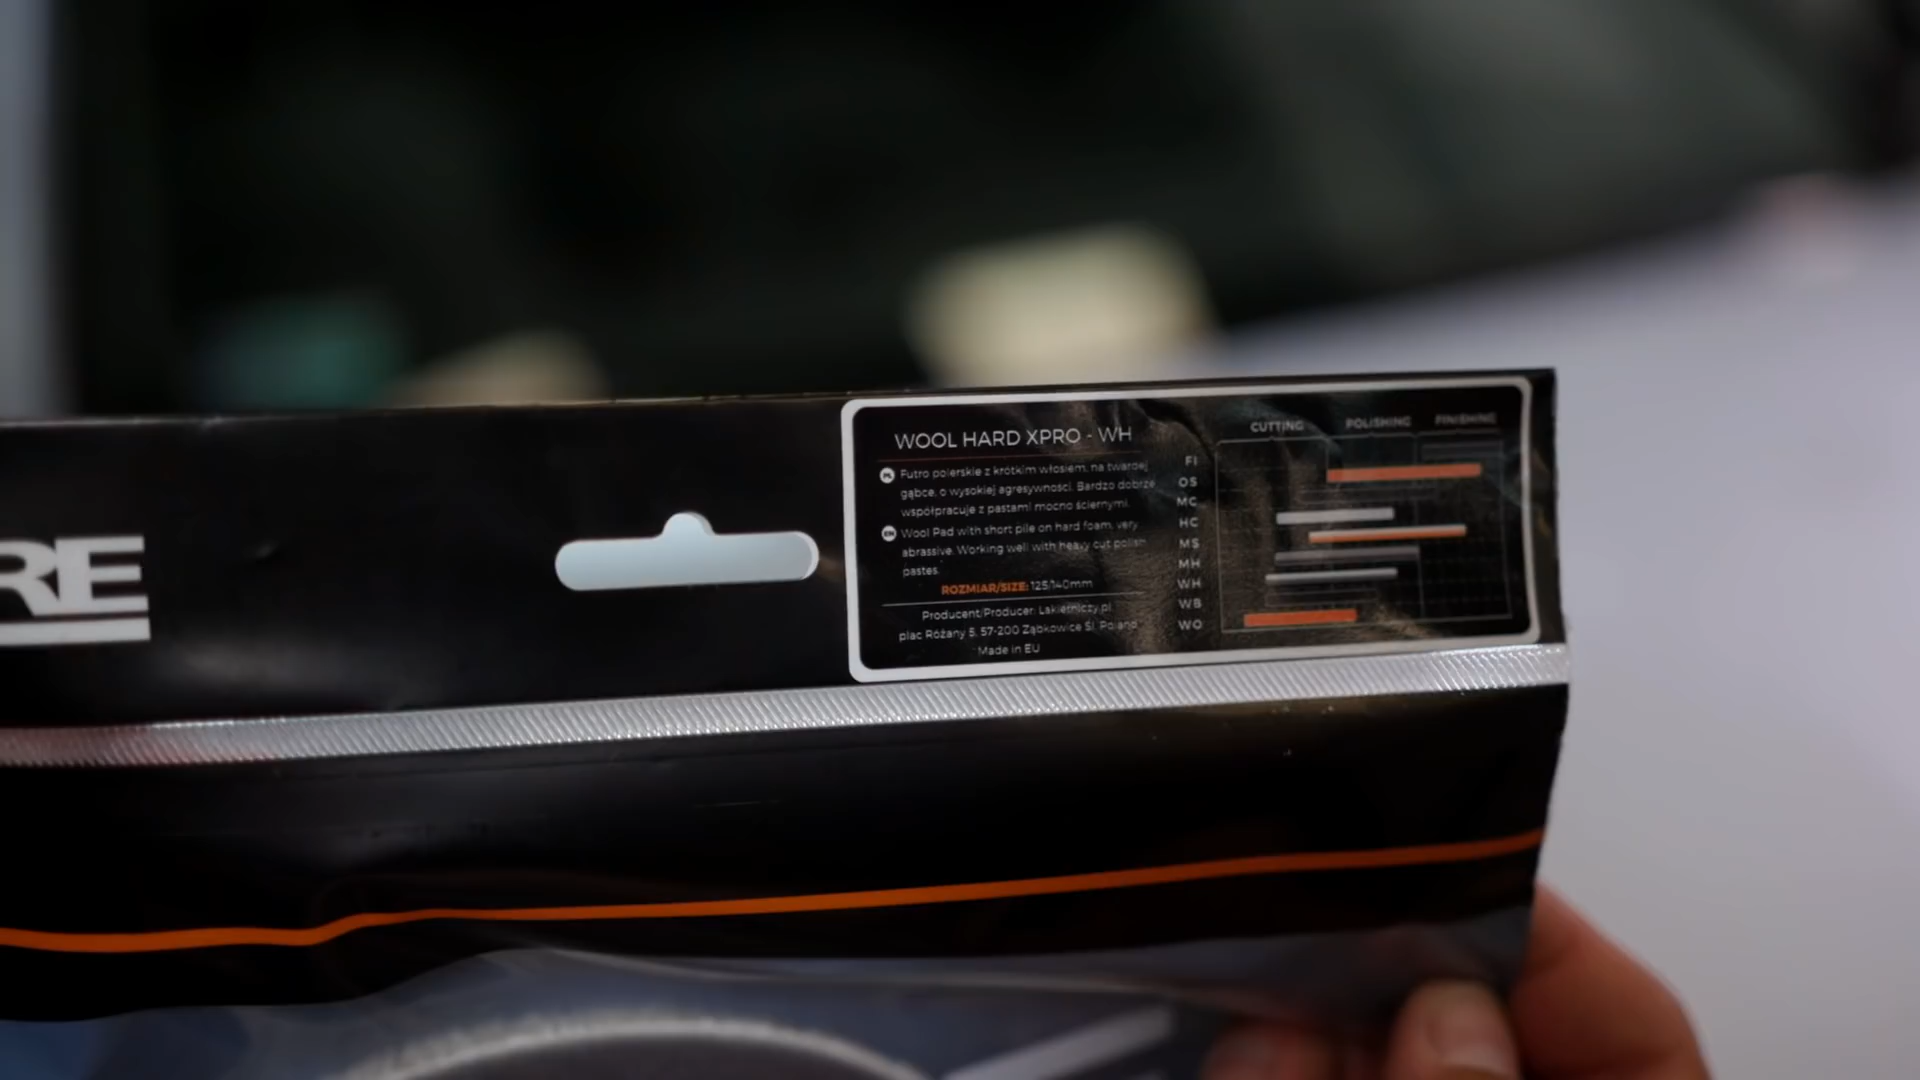 RE
WOOL HARD XPRO - WH
PL Futro polerskie z krótkim włosiem, na twardej
gąbce, o wysokiej agresywności. Bardzo dobrze
współpracuje z pastami mocno ściernymi.
EN Wool Pad with short pile on hard foam, very
abrassive. Working well with heavy cut polish
pastes.
ROZMIAR/SIZE: 125/140mm
Producent/Producer: Lakierniczy.pl
plac Różany 5, 57-200 Ząbkowice Śl. Poland
Made in EU
CUTTING POLISHING FINISHING
FI
OS
MC
HC
MS
MH
WH
WB
WO